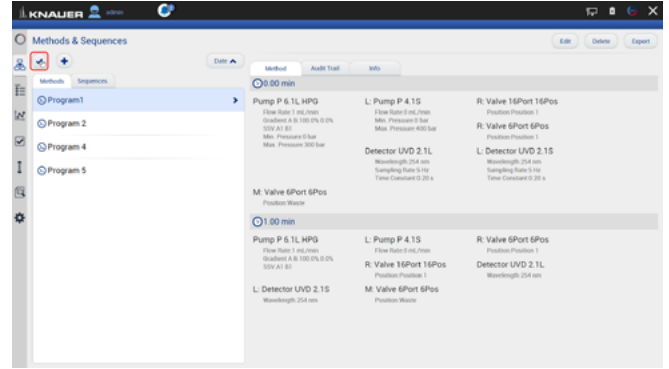 KNAUER admin
Methods & Sequences
Edit Delete Export
Date
Methods Sequences
Program1
Program 2
Program 4
Program 5
Method Audit Trail Info
0.00 min
Pump P 6.1L HPG
Flow Rate 1 mL/min
Gradient A B 100.0% 0.0%
SSV A1 B1
Min. Pressure 0 bar
Max. Pressure 300 bar
L: Pump P 4.1S
Flow Rate 0 mL/min
Min. Pressure 0 bar
Max. Pressure 400 bar
R: Valve 16Port 16Pos
Position Position 1
R: Valve 6Port 6Pos
Position Position 1
Detector UVD 2.1L
Wavelength 254 nm
Sampling Rate 5 Hz
Time Constant 0.20 s
L: Detector UVD 2.1S
Wavelength 254 nm
Sampling Rate 5 Hz
Time Constant 0.20 s
M: Valve 6Port 6Pos
Position Waste
1.00 min
Pump P 6.1L HPG
Flow Rate 1 mL/min
Gradient A B 100.0% 0.0%
SSV A1 B1
L: Pump P 4.1S
Flow Rate 0 mL/min
R: Valve 6Port 6Pos
Position Position 1
R: Valve 16Port 16Pos
Position Position 1
Detector UVD 2.1L
Wavelength 254 nm
L: Detector UVD 2.1S
Wavelength 254 nm
M: Valve 6Port 6Pos
Position Waste